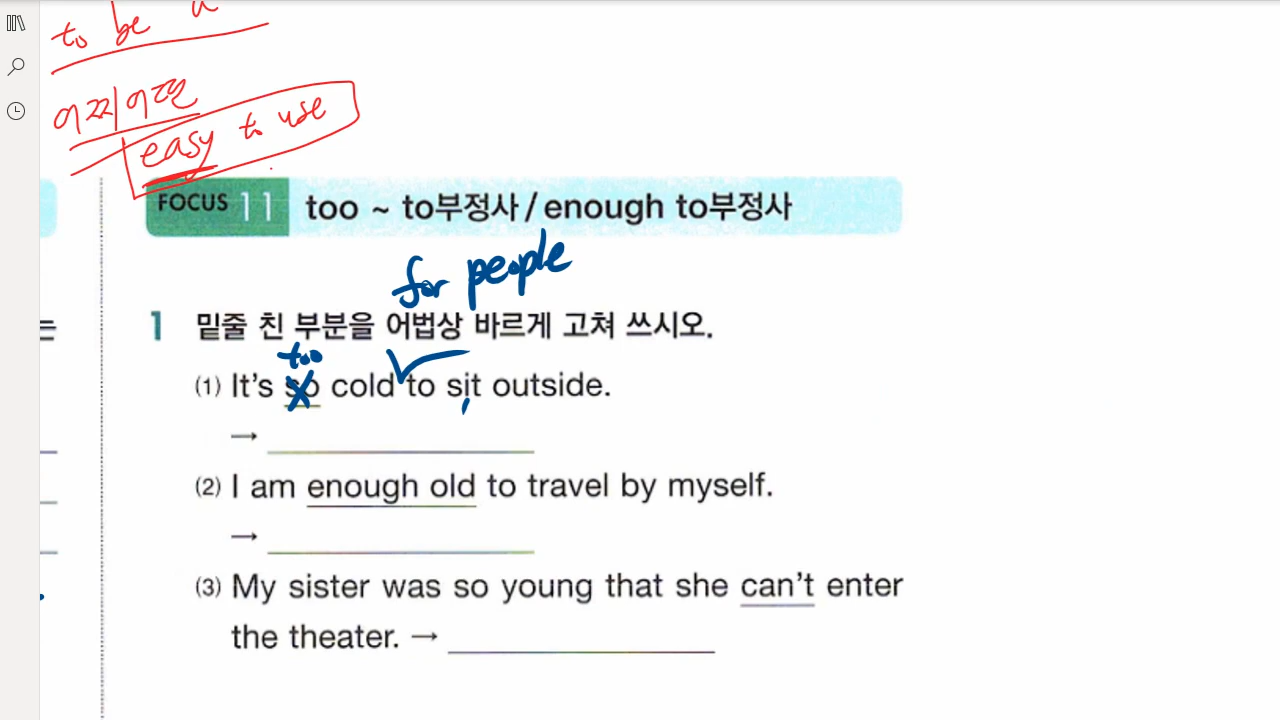 to be a
어찌어면
easy to use
FOCUS 11 too ~ to부정사 / enough to부정사
for people
1 밑줄 친 부분을 어법상 바르게 고쳐 쓰시오.
too
(1) It's so cold to sit outside.
→
(2) I am enough old to travel by myself.
→
(3) My sister was so young that she can't enter
the theater. →
는